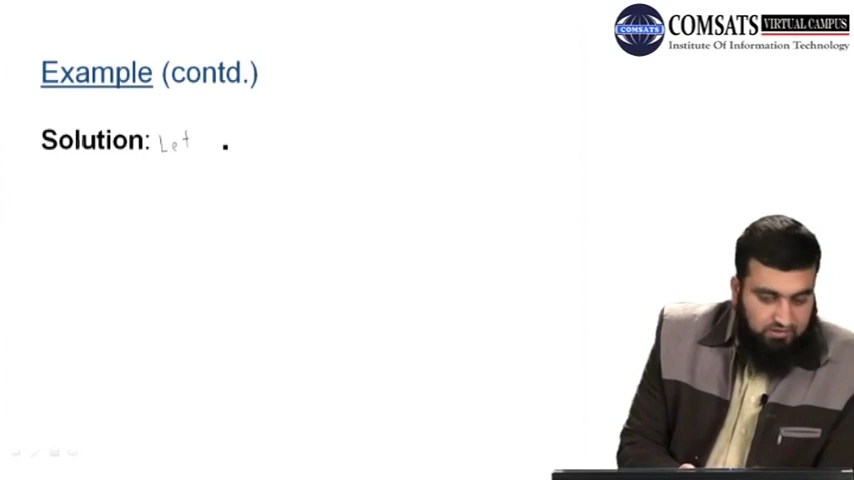 COMSATS VIRTUAL CAMPUS
COMSATS
Institute Of Information Technology
Example (contd.)
Solution: Let .